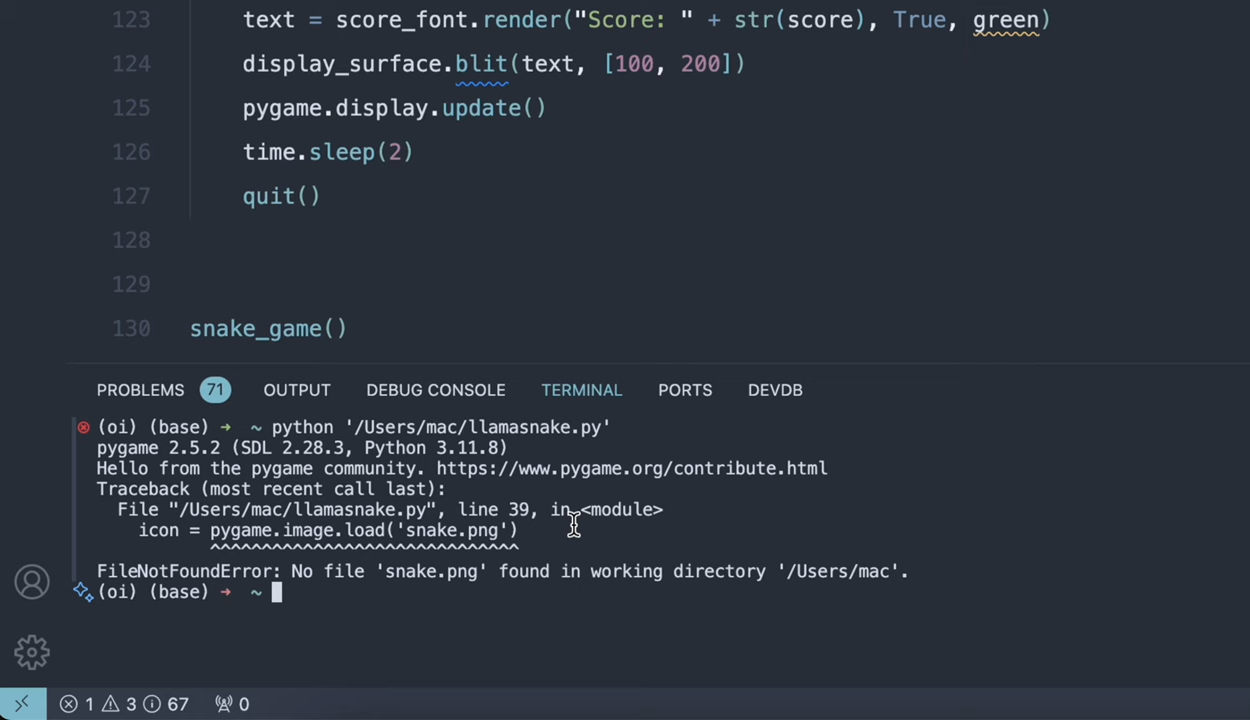 123 text = score_font.render("Score: " + str(score), True, green)
124 display_surface.blit(text, [100, 200])
125 pygame.display.update()
126 time.sleep(2)
127 quit()
128
129
130 snake_game()
PROBLEMS 71 OUTPUT DEBUG CONSOLE TERMINAL PORTS DEVDB
(oi) (base) → ~ python '/Users/mac/llamasnake.py'
pygame 2.5.2 (SDL 2.28.3, Python 3.11.8)
Hello from the pygame community. https://www.pygame.org/contribute.html
Traceback (most recent call last):
File "/Users/mac/llamasnake.py", line 39, in <module>
icon = pygame.image.load('snake.png')
^^^^^^^^^^^^^^^^^^^^^^^^^^^^^
FileNotFoundError: No file 'snake.png' found in working directory '/Users/mac'.
(oi) (base) → ~
1 3 67 0